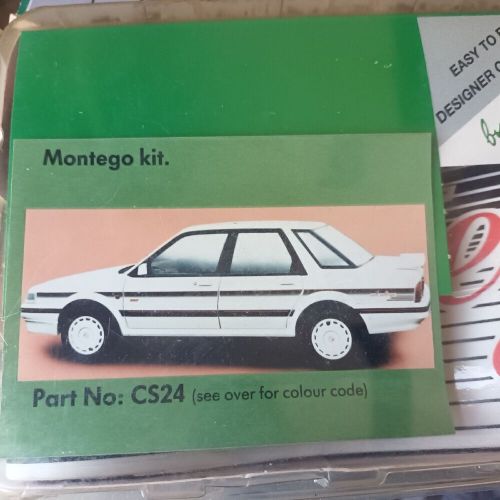 EASY TO
DESIGNER
Montego kit.
Part No: CS24 (see over for colour code)